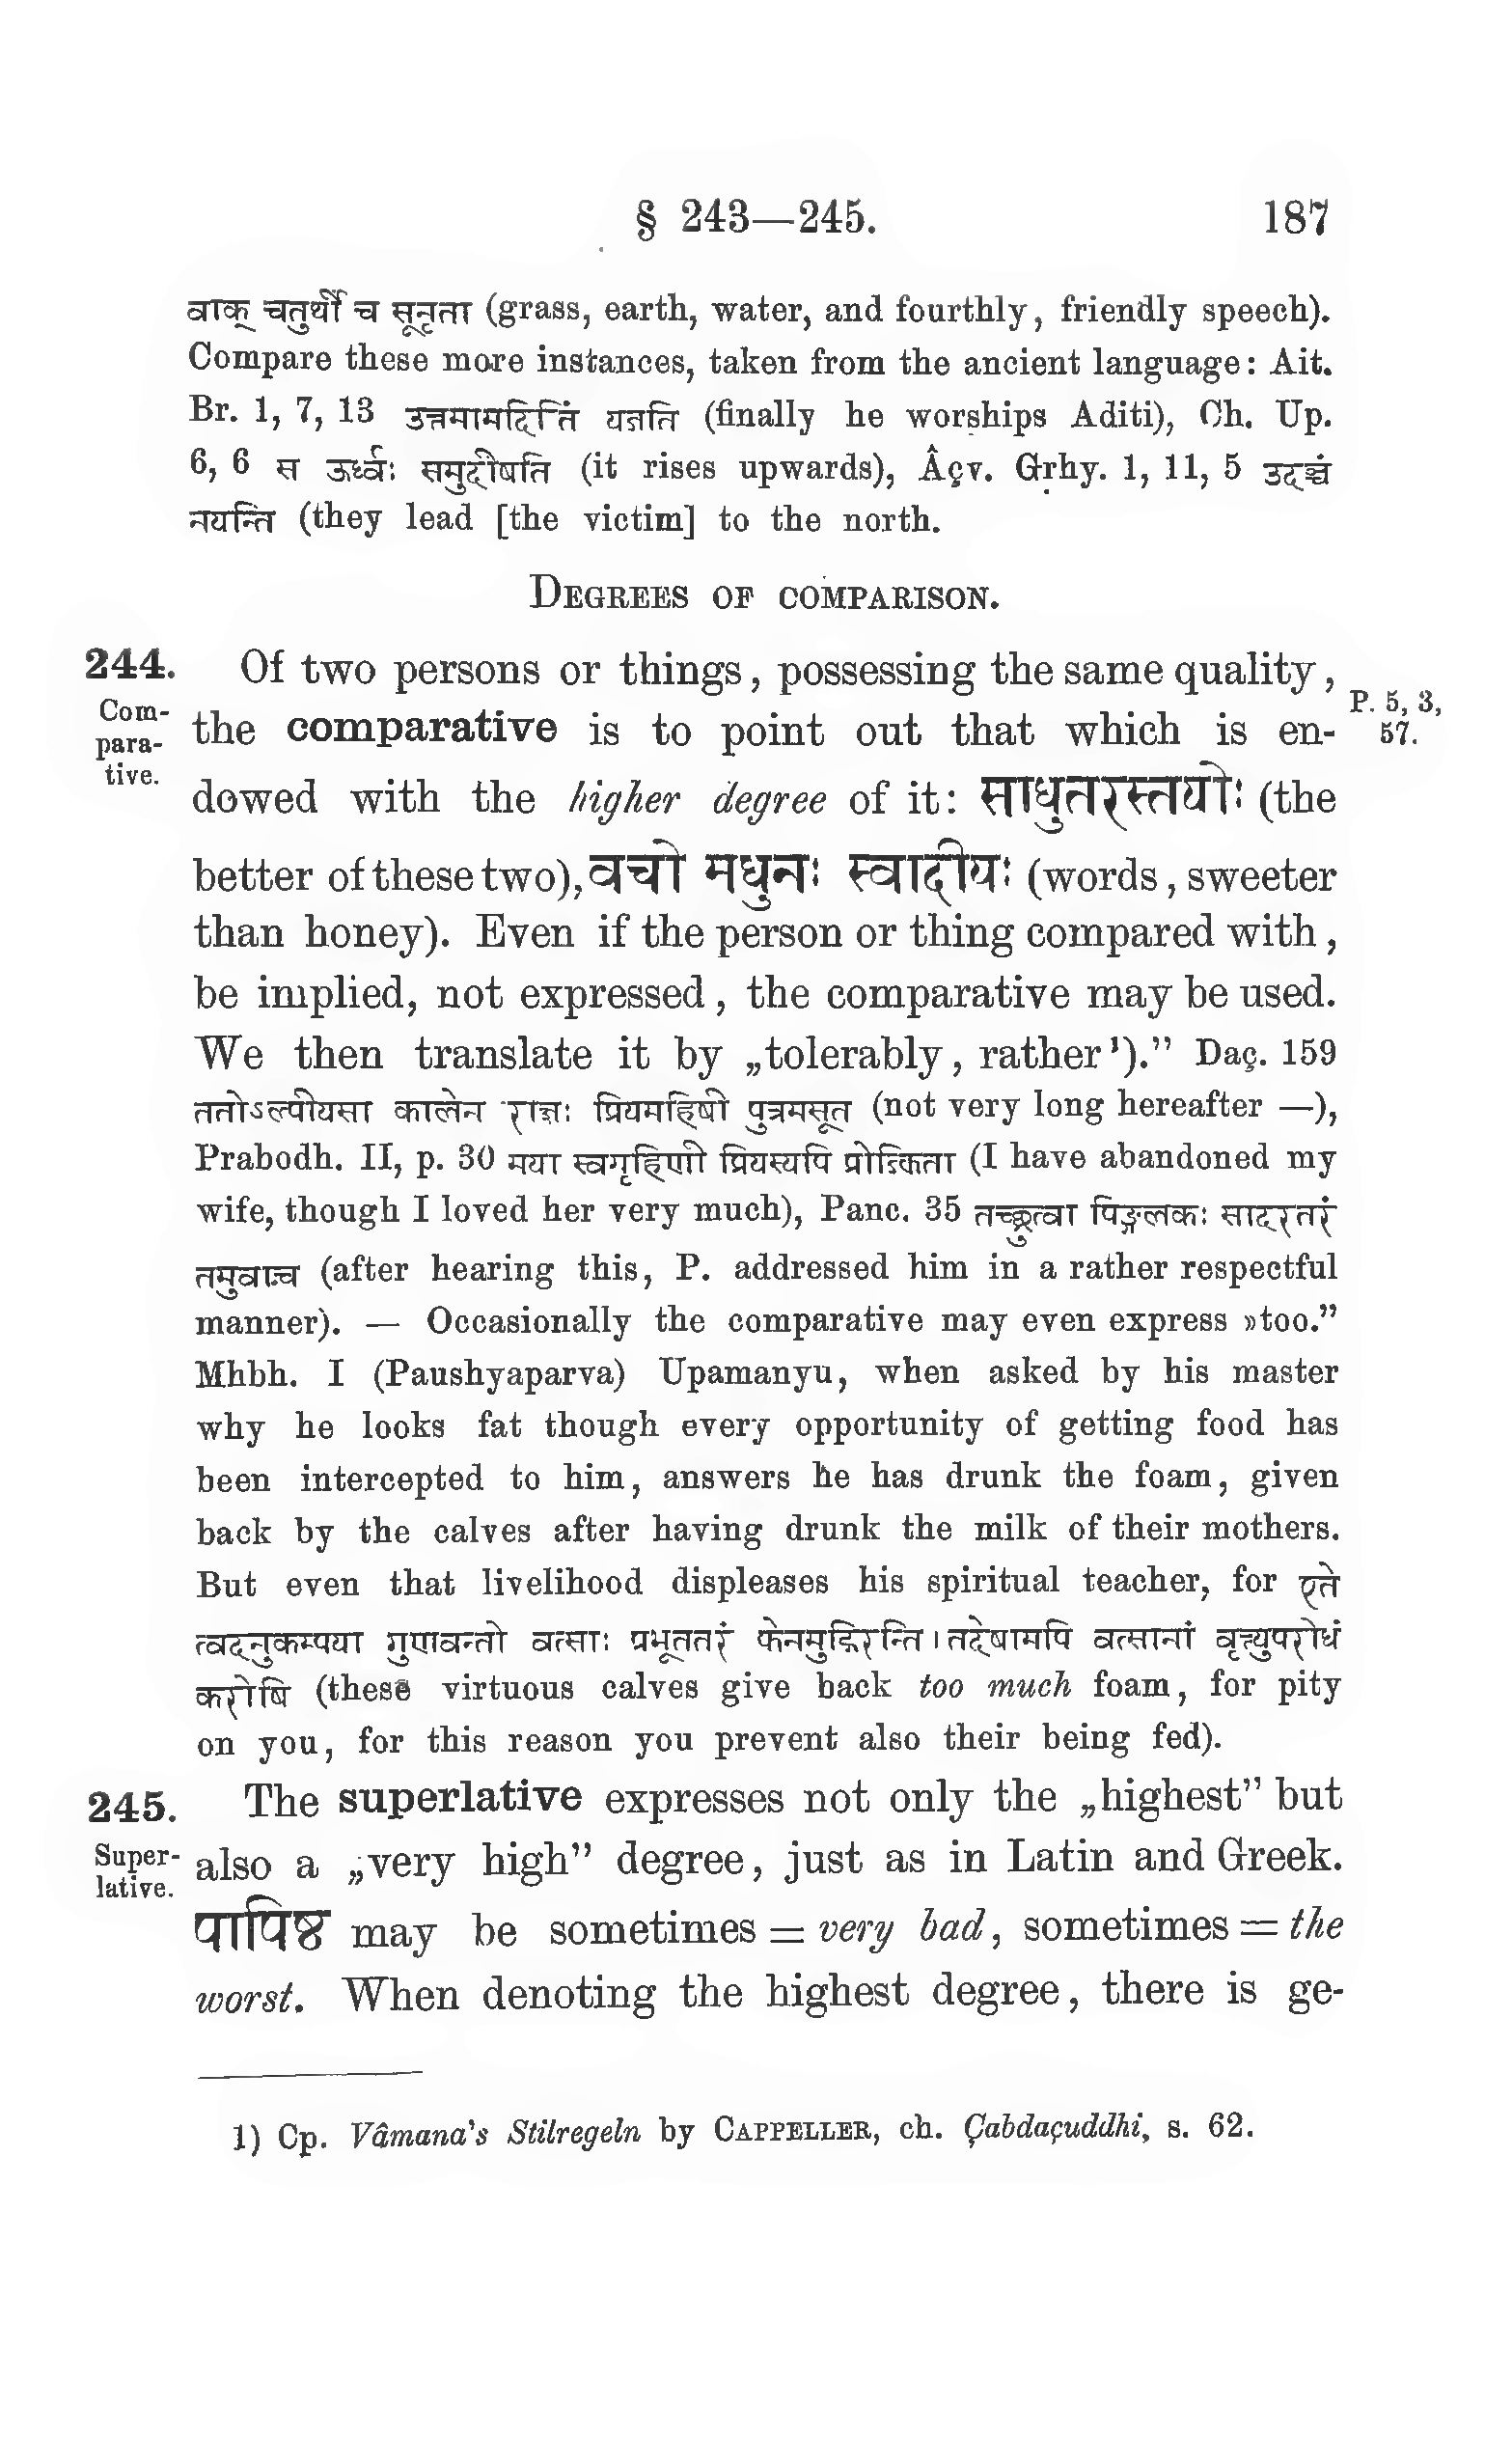 § 243—245. 187
वाक् चतुर्थी च सूनृता (grass, earth, water, and fourthly, friendly speech).
Compare these more instances, taken from the ancient language: Ait.
Br. 1, 7, 13 उत्तमामदितिं यजति (finally he worships Aditi), Ch. Up.
6, 6 स ऊर्ध्वः समुदीषति (it rises upwards), Âçv. Gṛhy. 1, 11, 5 उदञ्चं
नयन्ति (they lead [the victim] to the north.
DEGREES OF COMPARISON.
244. Of two persons or things, possessing the same quality,
Com-
para-
tive.
P. 5, 3,
57.
the comparative is to point out that which is en-
dowed with the higher degree of it: साधुतरस्तयोः (the
better of these two), वचो मधुनः स्वादीयः (words, sweeter
than honey). Even if the person or thing compared with,
be implied, not expressed, the comparative may be used.
We then translate it by „tolerably, rather¹).” Daç. 159
ततोऽल्पीयसा कालेन राज्ञः प्रियमहिषी पुत्रमसूत (not very long hereafter —),
Prabodh. II, p. 30 मया स्वगृहिणी प्रियस्यपि प्रोज्किता (I have abandoned my
wife, though I loved her very much), Panc. 35 तच्छ्रुत्वा पिङ्गलकः सादरतरं
तमुवाच (after hearing this, P. addressed him in a rather respectful
manner). — Occasionally the comparative may even express »too.”
Mhbh. I (Paushyaparva) Upamanyu, when asked by his master
why he looks fat though every opportunity of getting food has
been intercepted to him, answers he has drunk the foam, given
back by the calves after having drunk the milk of their mothers.
But even that livelihood displeases his spiritual teacher, for एते
त्वदनुकम्पया गुणवन्तो वत्साः प्रभूततरं फेनमुद्गिरन्ति । तदेषामपि वत्सानां वृत्त्युपरोधं
करोषि (these virtuous calves give back too much foam, for pity
on you, for this reason you prevent also their being fed).
245. The superlative expresses not only the „highest” but
Super-
lative.
also a „very high” degree, just as in Latin and Greek.
पापिष्ठ may be sometimes = very bad, sometimes = the
worst. When denoting the highest degree, there is ge-
1) Cp. Vâmana's Stilregeln by CAPPELLER, ch. Çabdaçuddhi, s. 62.